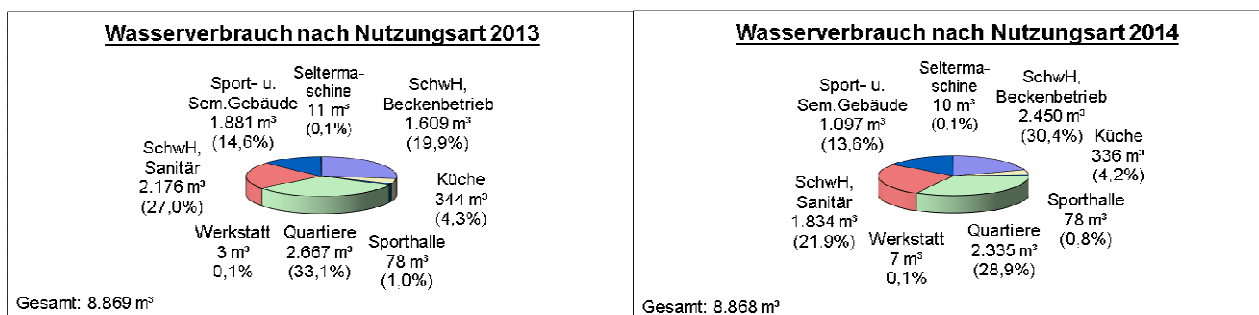 Wasserverbrauch nach Nutzungsart 2013
Sport- u.
Sem.Gebäude
1.881 m³
(14,6%)
Seltermaschine
11 m³
(0,1%)
SchwH,
Beckenbetrieb
1.609 m³
(19,9%)
SchwH,
Sanitär
2.176 m³
(27,0%)
Küche
344 m³
(4,3%)
Werkstatt
3 m³
0,1%
Quartiere
2.667 m³
(33,1%)
Sporthalle
78 m³
(1,0%)
Gesamt: 8.869 m³
Wasserverbrauch nach Nutzungsart 2014
Sport- u.
Sem.Gebäude
1.097 m³
(13,6%)
Selterma-
schine
10 m³
(0,1%)
SchwH,
Beckenbetrieb
2.450 m³
(30,4%)
Küche
336 m³
(4,2%)
SchwH,
Sanitär
1.834 m³
(21,9%)
Sporthalle
78 m³
(0,8%)
Werkstatt
7 m³
0,1%
Quartiere
2.335 m³
(28,9%)
Gesamt: 8.868 m³